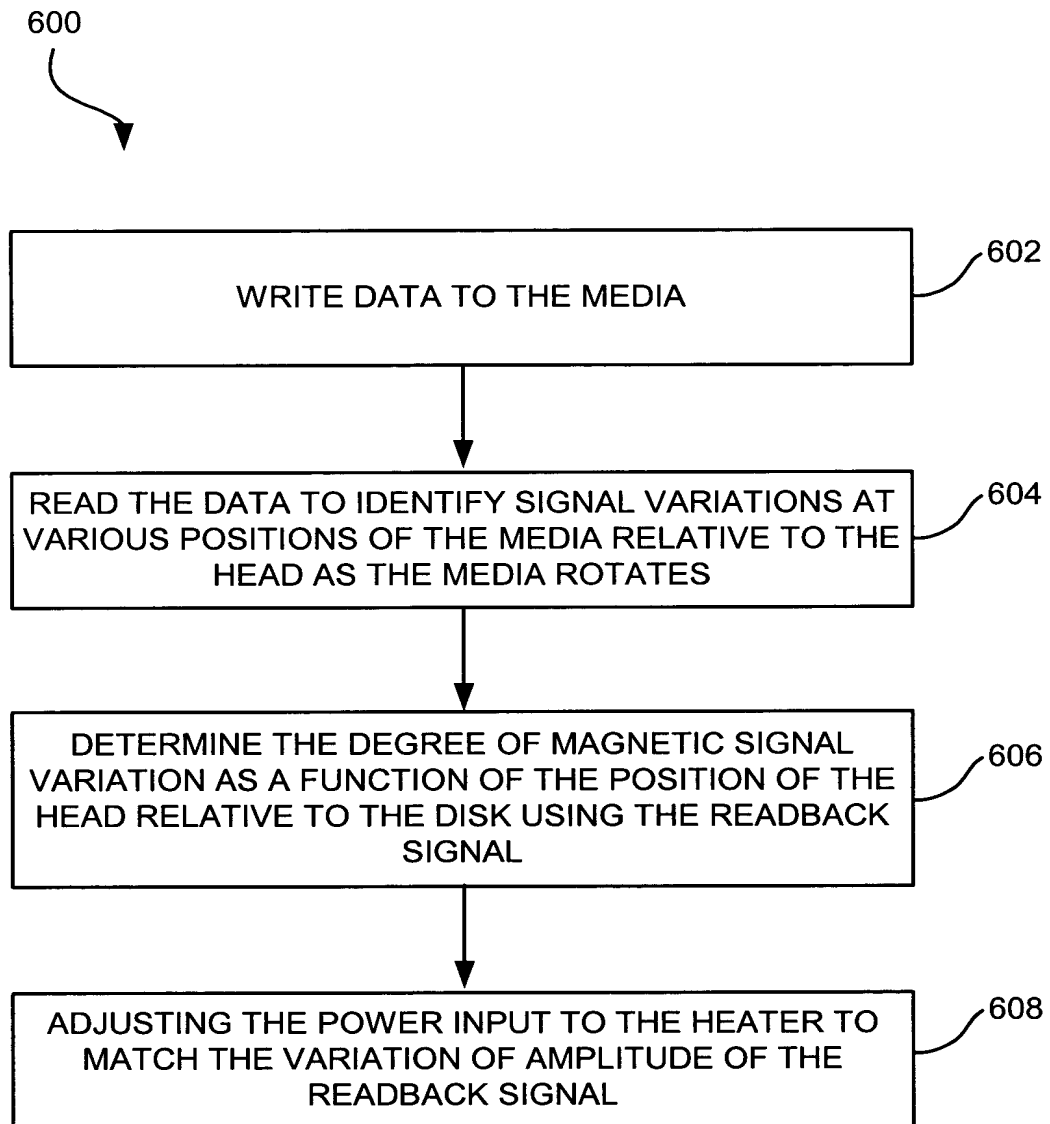 600
WRITE DATA TO THE MEDIA
602
READ THE DATA TO IDENTIFY SIGNAL VARIATIONS AT
VARIOUS POSITIONS OF THE MEDIA RELATIVE TO THE
HEAD AS THE MEDIA ROTATES
604
DETERMINE THE DEGREE OF MAGNETIC SIGNAL
VARIATION AS A FUNCTION OF THE POSITION OF THE
HEAD RELATIVE TO THE DISK USING THE READBACK
SIGNAL
606
ADJUSTING THE POWER INPUT TO THE HEATER TO
MATCH THE VARIATION OF AMPLITUDE OF THE
READBACK SIGNAL
608